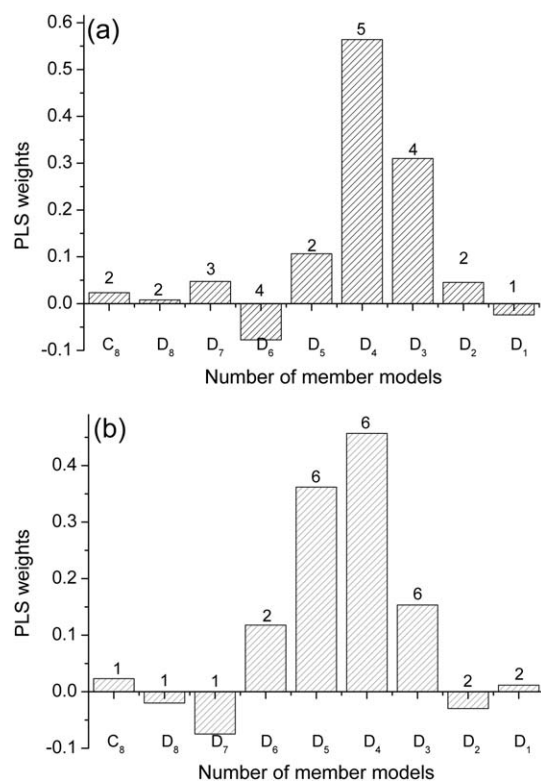 (a)
PLS weights
0.6
0.5
0.4
0.3
0.2
0.1
0.0
-0.1
2 2 3 4 2 5 4 2 1
C₈ D₈ D₇ D₆ D₅ D₄ D₃ D₂ D₁
Number of member models
(b)
PLS weights
0.4
0.3
0.2
0.1
0.0
-0.1
1 1 1 2 6 6 6 2 2
C₈ D₈ D₇ D₆ D₅ D₄ D₃ D₂ D₁
Number of member models